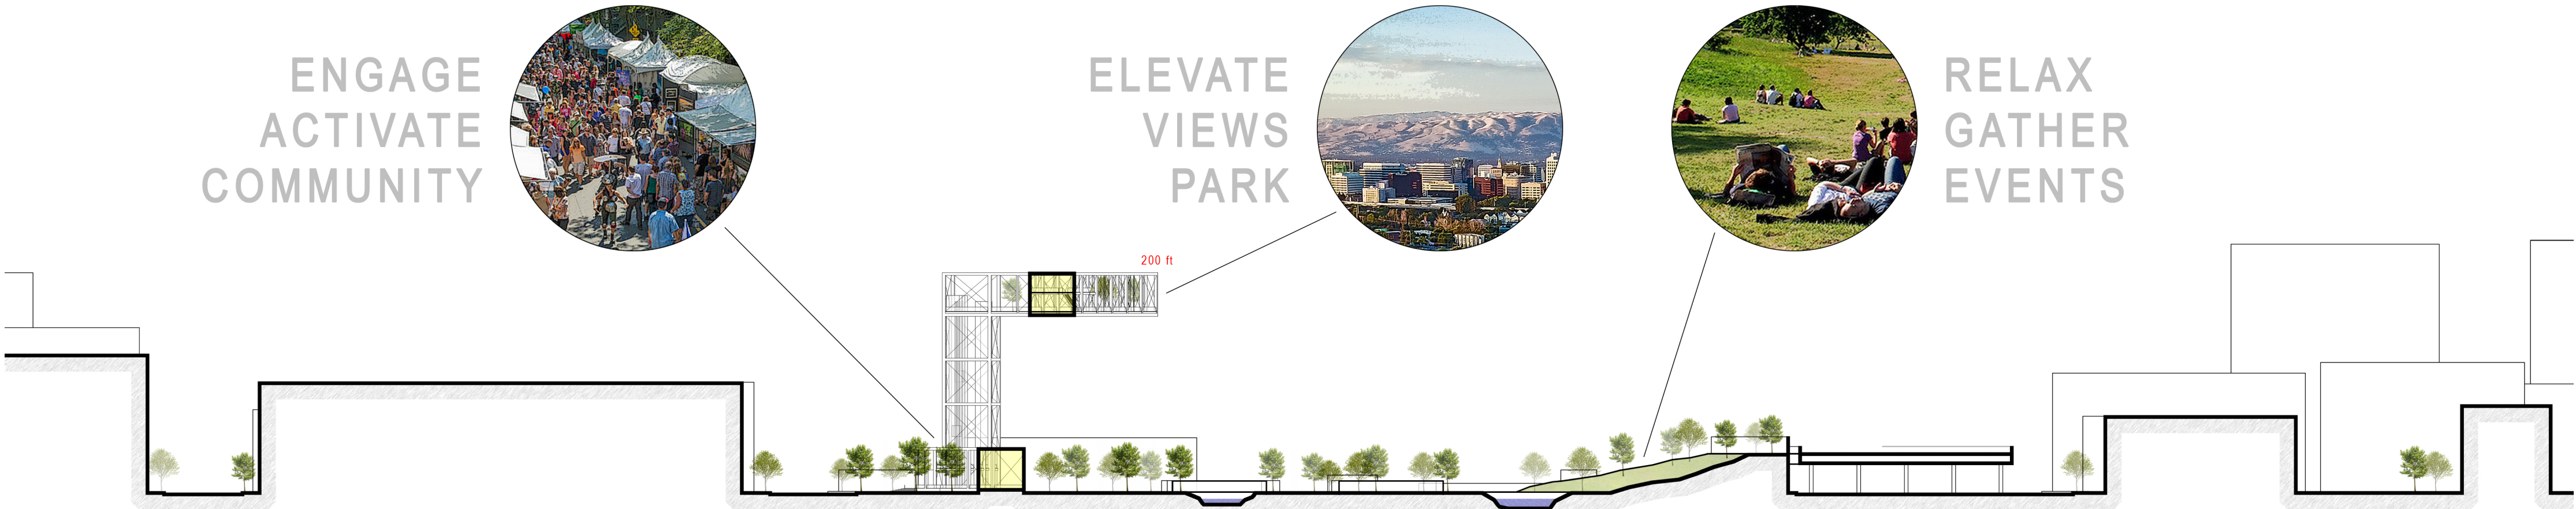 ENGAGE
ACTIVATE
COMMUNITY
ELEVATE
VIEWS
PARK
RELAX
GATHER
EVENTS
200 ft